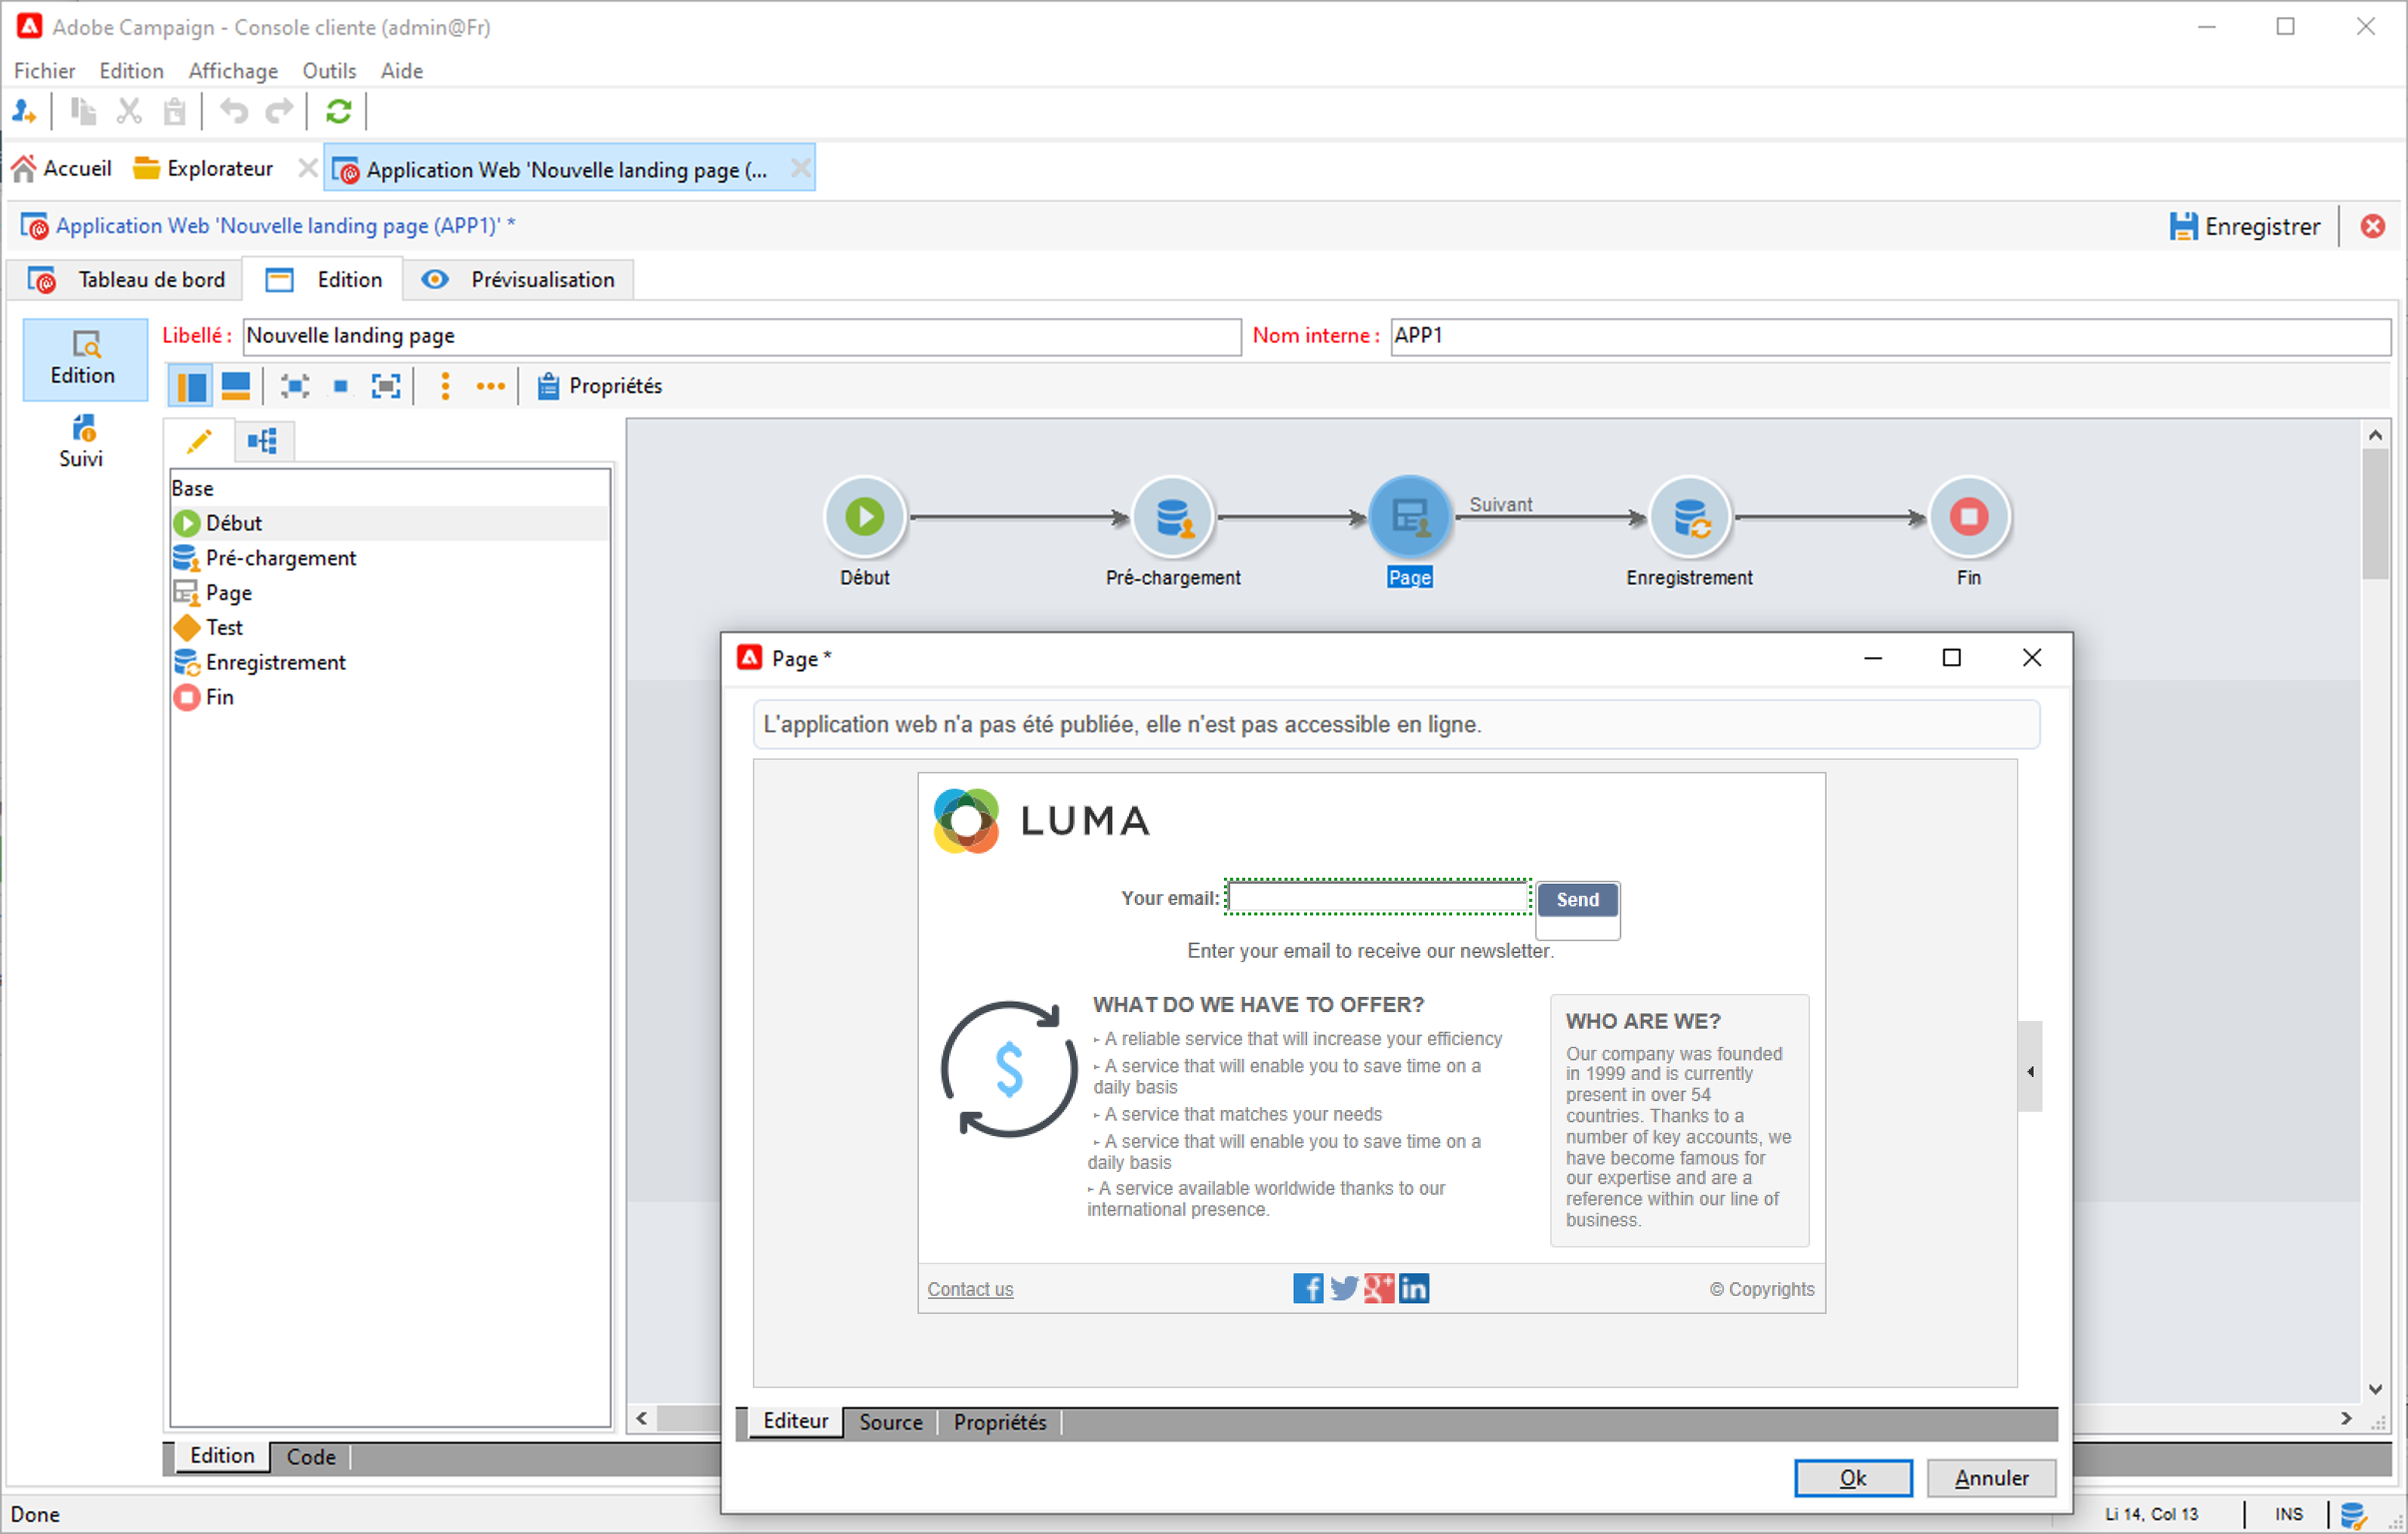 Adobe Campaign - Console cliente (admin@Fr)
Fichier Edition Affichage Outils Aide
Accueil Explorateur Application Web 'Nouvelle landing page (...
Application Web 'Nouvelle landing page (APP1)' * Enregistrer
Tableau de bord Edition Prévisualisation
Libellé : Nouvelle landing page Nom interne : APP1
Edition
Propriétés
Suivi
Base
Début
Pré-chargement
Page
Test
Enregistrement
Fin
Suivant
Début Pré-chargement Page Enregistrement Fin
Page *
L'application web n'a pas été publiée, elle n'est pas accessible en ligne.
LUMA
Your email: Send
Enter your email to receive our newsletter.
WHAT DO WE HAVE TO OFFER?
- A reliable service that will increase your efficiency
- A service that will enable you to save time on a
daily basis
- A service that matches your needs
- A service that will enable you to save time on a
daily basis
- A service available worldwide thanks to our
international presence.
WHO ARE WE?
Our company was founded
in 1999 and is currently
present in over 54
countries. Thanks to a
number of key accounts, we
have become famous for
our expertise and are a
reference within our line of
business.
Contact us f g+ in © Copyrights
Editeur Source Propriétés
Ok Annuler
Edition Code
Done Li 14, Col 13 INS